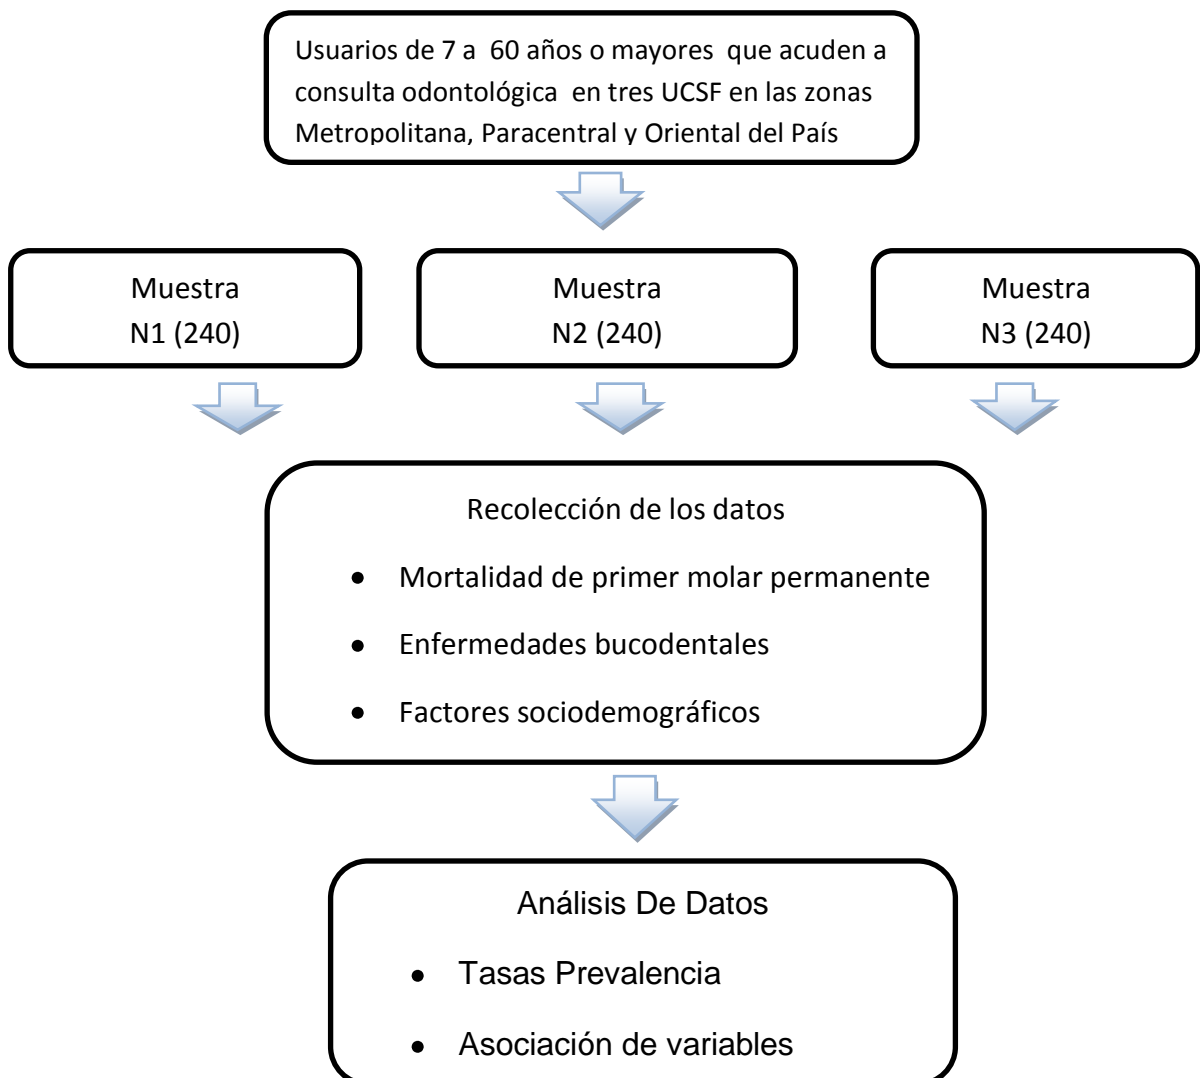 Usuarios de 7 a  60 años o mayores  que acuden a
consulta odontológica  en tres UCSF en las zonas
Metropolitana, Paracentral y Oriental del País
Muestra
N1 (240)
Muestra
N2 (240)
Muestra
N3 (240)
Recolección de los datos
• Mortalidad de primer molar permanente
• Enfermedades bucodentales
• Factores sociodemográficos
Análisis De Datos
• Tasas Prevalencia
• Asociación de variables